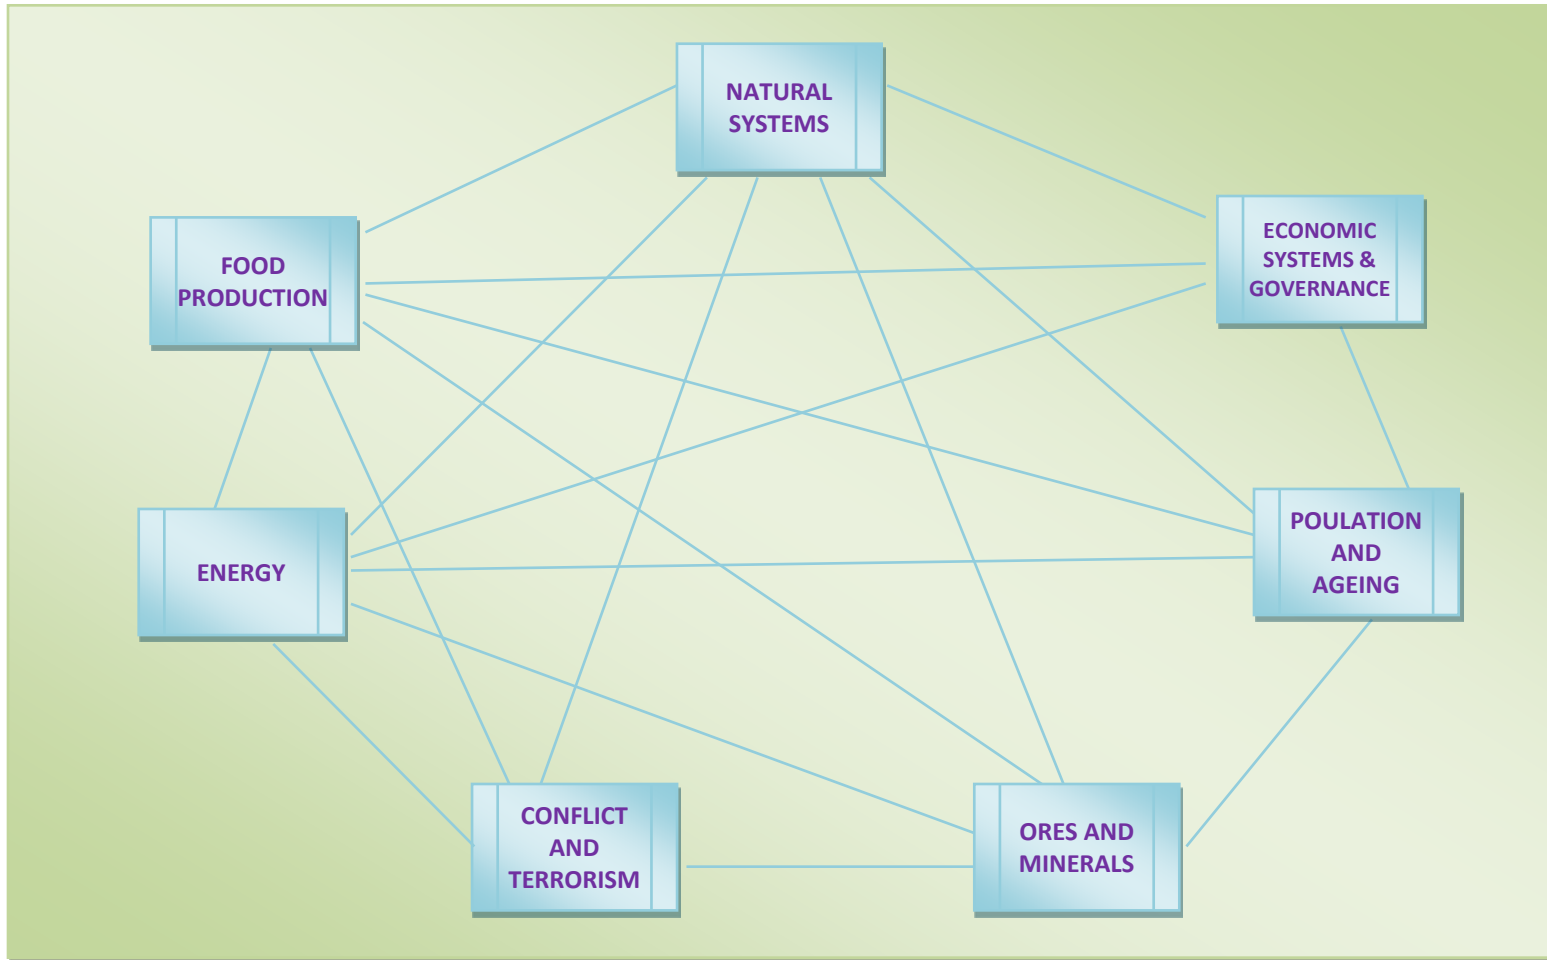 NATURAL
SYSTEMS
ECONOMIC
SYSTEMS &
GOVERNANCE
FOOD
PRODUCTION
POULATION
AND
AGEING
ENERGY
CONFLICT
AND
TERRORISM
ORES AND
MINERALS